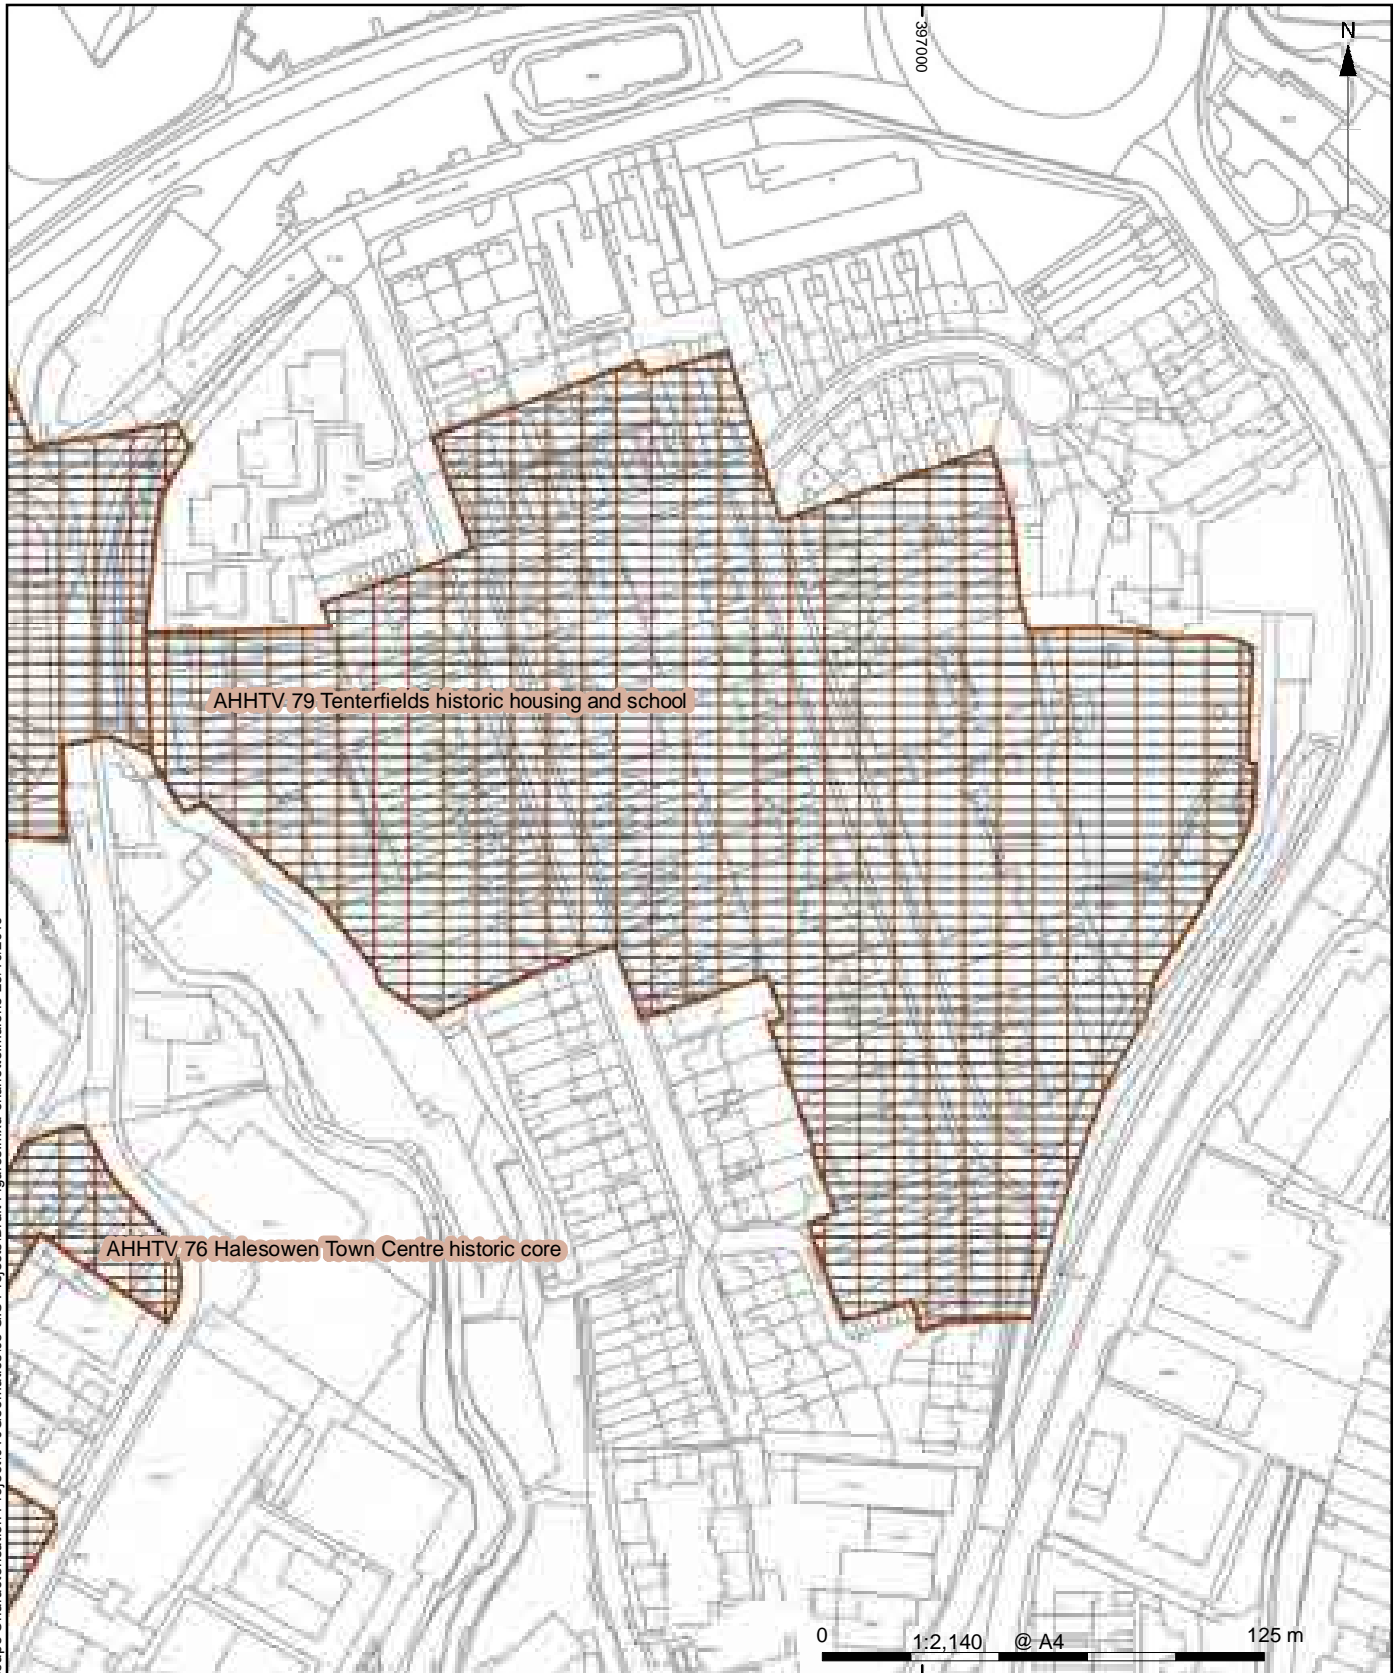 397000
N
AHHTV 79 Tenterfields historic housing and school
AHHTV 76 Halesowen Town Centre historic core
0 1:2,140 @ A4 125 m